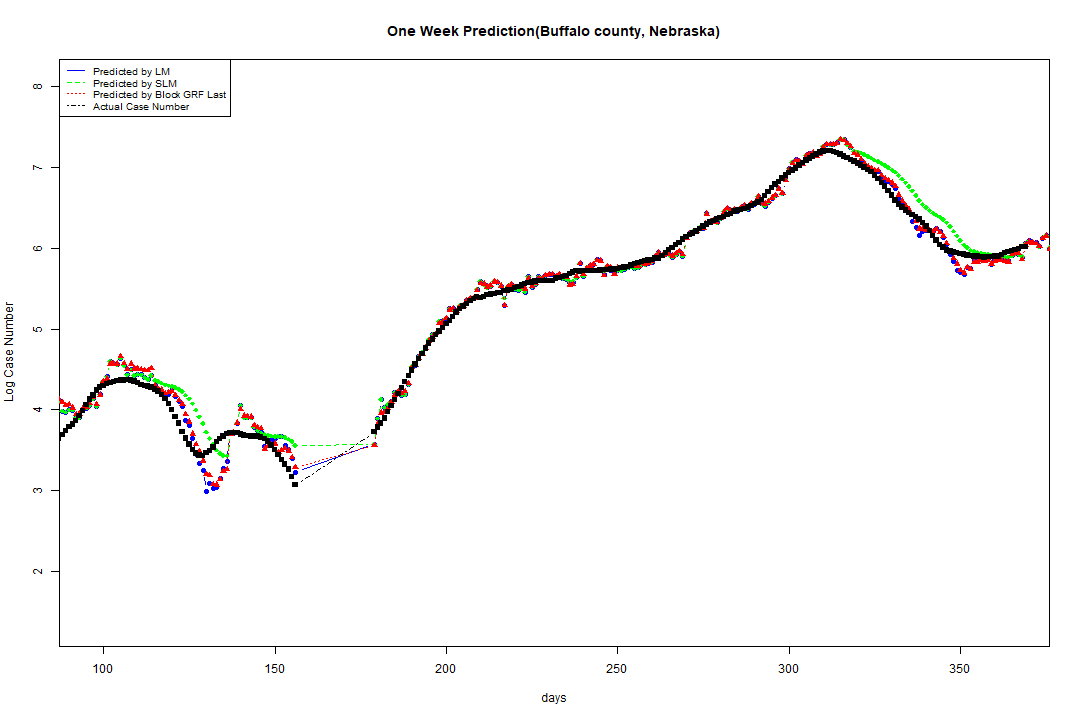 One Week Prediction(Buffalo county, Nebraska)
Predicted by LM
Predicted by SLM
Predicted by Block GRF Last
Actual Case Number
8
7
6
5
4
3
2
Log Case Number
100 150 200 250 300 350
days